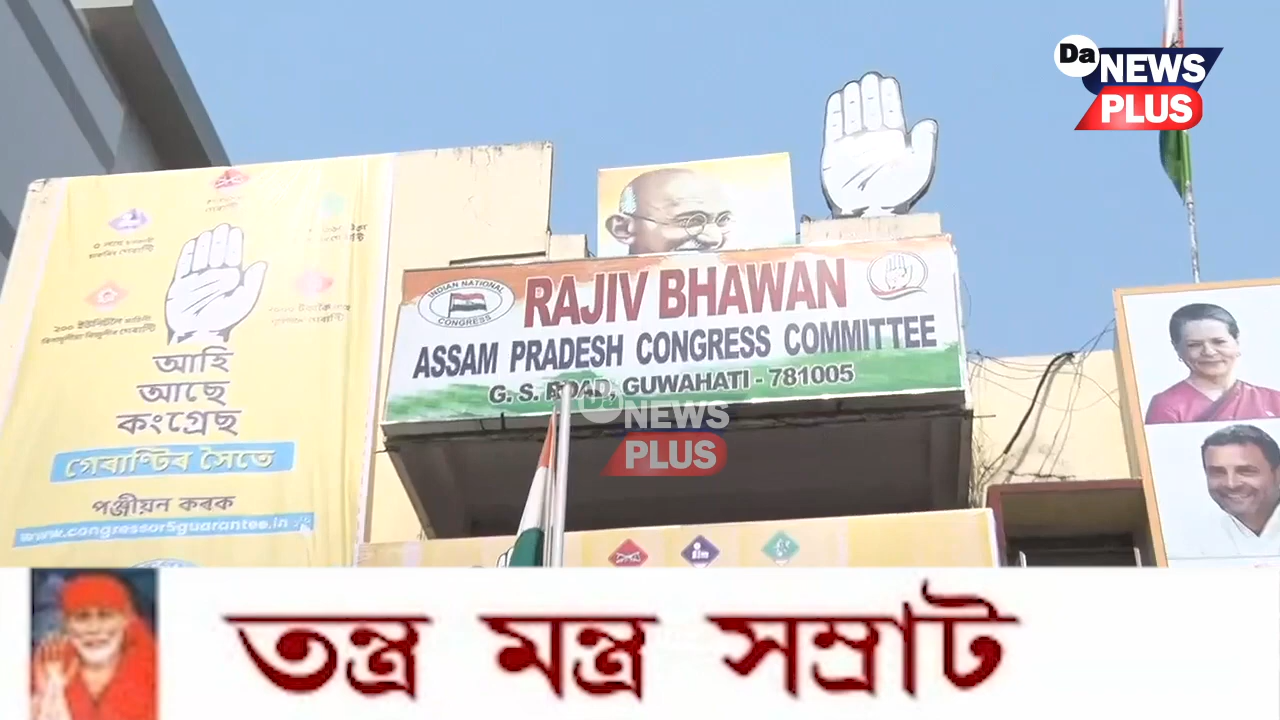 Da NEWS
PLUS
আহি
আছে
কংগ্ৰেছ
গেৰাণ্টিৰ সৈতে
পঞ্জীয়ন কৰক
www.congressor5guarantee.in
INDIAN NATIONAL
CONGRESS
RAJIV BHAWAN
ASSAM PRADESH CONGRESS COMMITTEE
G. S. ROAD, GUWAHATI - 781005
Da NEWS
PLUS
তন্ত্র মন্ত্র সম্রাট